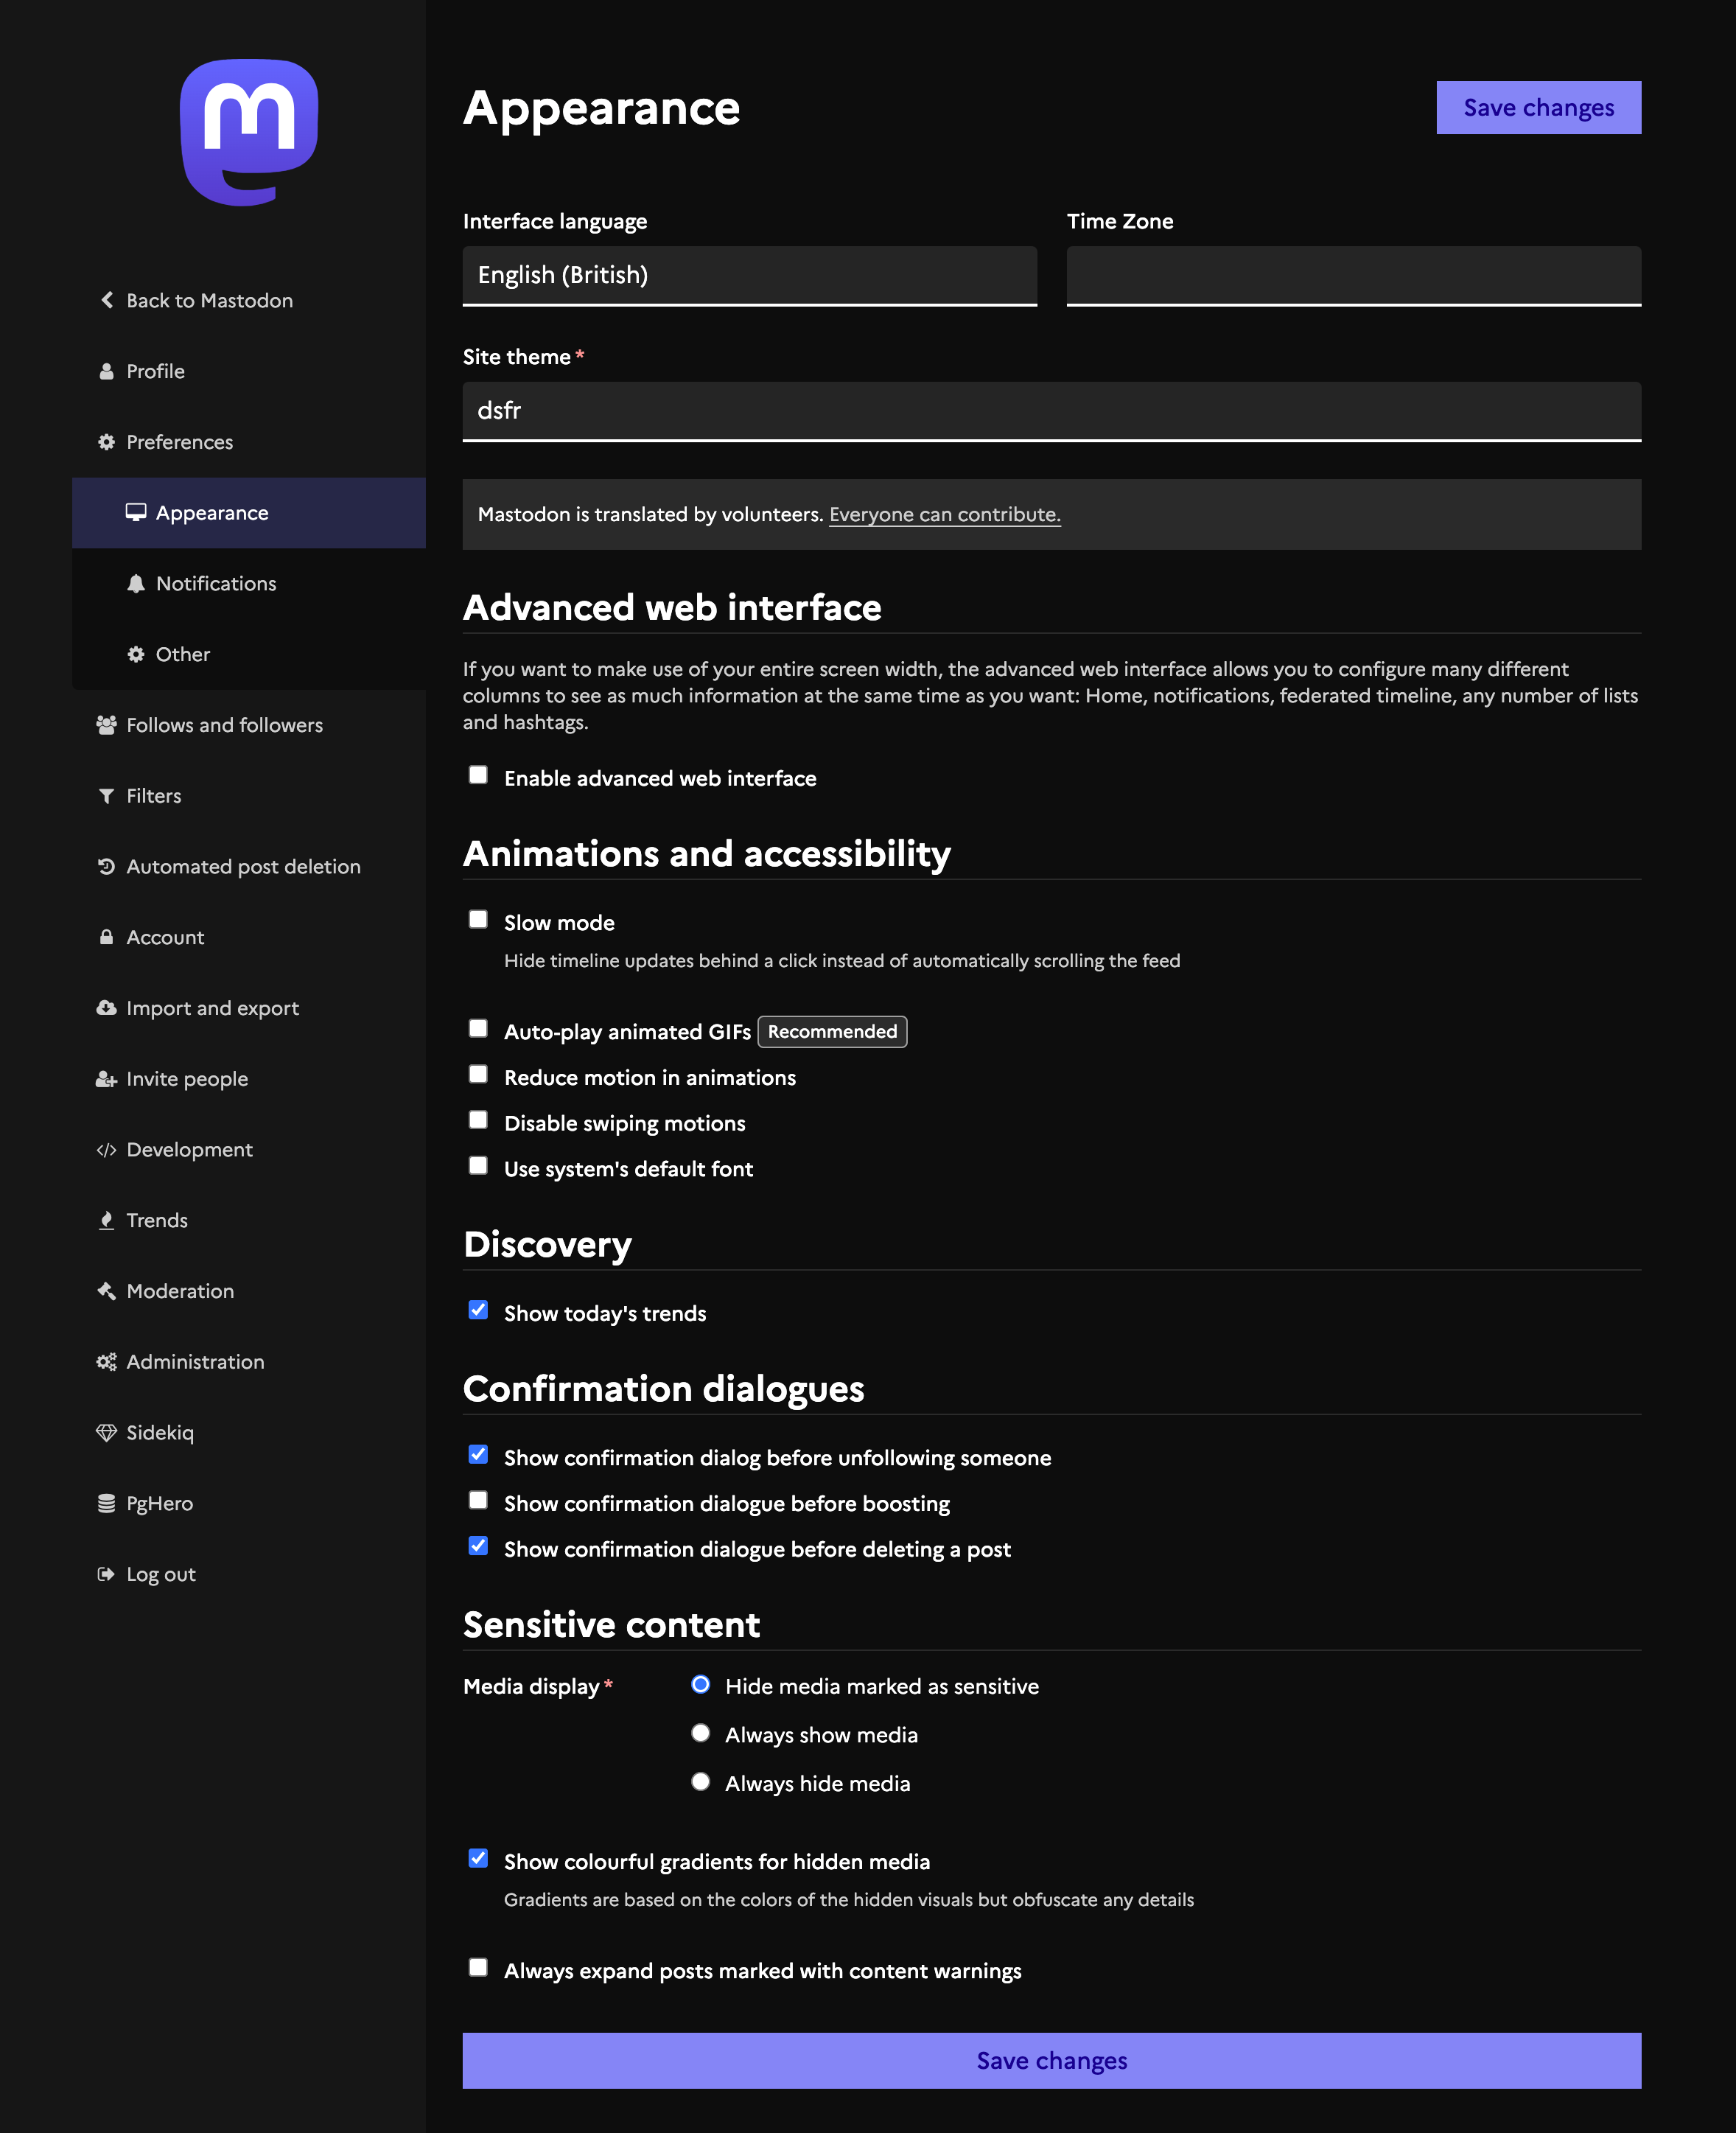 Back to Mastodon
Profile
Preferences
Appearance
Notifications
Other
Follows and followers
Filters
Automated post deletion
Account
Import and export
Invite people
Development
Trends
Moderation
Administration
Sidekiq
PgHero
Log out
Appearance
Save changes
Interface language
Time Zone
English (British)
Site theme *
dsfr
Mastodon is translated by volunteers. Everyone can contribute.
Advanced web interface
If you want to make use of your entire screen width, the advanced web interface allows you to configure many different
columns to see as much information at the same time as you want: Home, notifications, federated timeline, any number of lists
and hashtags.
Enable advanced web interface
Animations and accessibility
Slow mode
Hide timeline updates behind a click instead of automatically scrolling the feed
Auto-play animated GIFs Recommended
Reduce motion in animations
Disable swiping motions
Use system's default font
Discovery
Show today's trends
Confirmation dialogues
Show confirmation dialog before unfollowing someone
Show confirmation dialogue before boosting
Show confirmation dialogue before deleting a post
Sensitive content
Media display *
Hide media marked as sensitive
Always show media
Always hide media
Show colourful gradients for hidden media
Gradients are based on the colors of the hidden visuals but obfuscate any details
Always expand posts marked with content warnings
Save changes